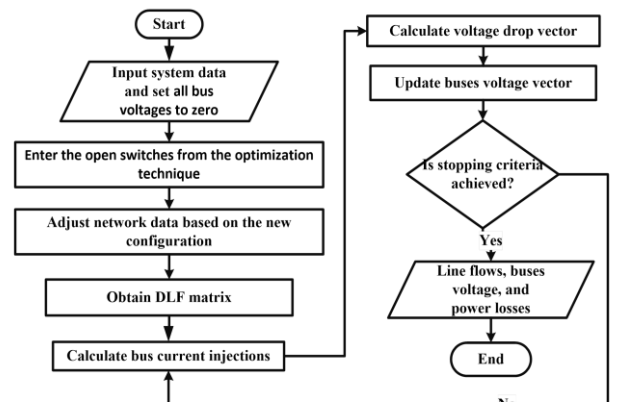 Start
Input system data
and set all bus
voltages to zero
Enter the open switches from the optimization
technique
Adjust network data based on the new
configuration
Obtain DLF matrix
Calculate bus current injections
Calculate voltage drop vector
Update buses voltage vector
Is stopping criteria
achieved?
Yes
Line flows, buses
voltage, and
power losses
End
No